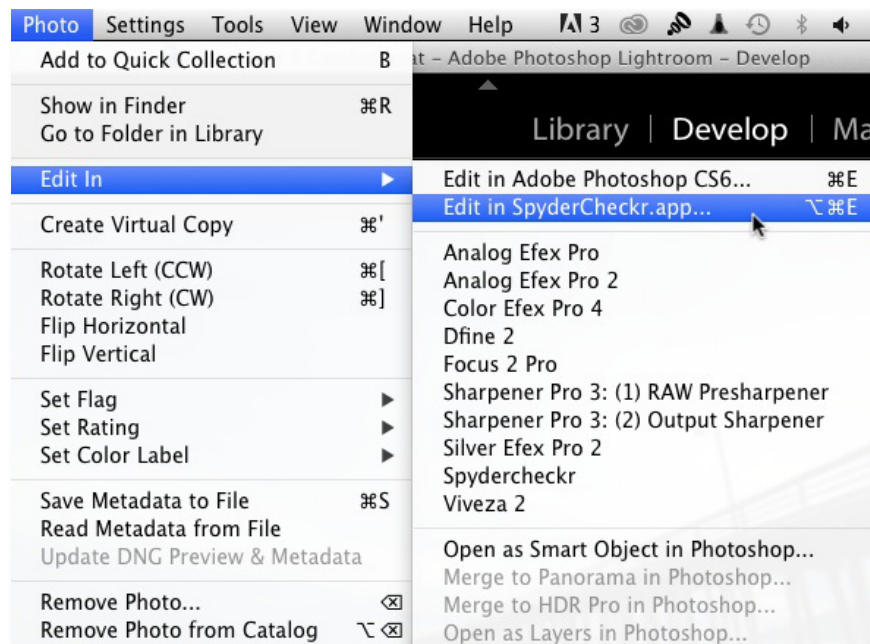 Photo Settings Tools View Window Help 3
at – Adobe Photoshop Lightroom – Develop
Library | Develop | Ma
Add to Quick Collection B
Show in Finder ⌘R
Go to Folder in Library
Edit In ▶
Create Virtual Copy ⌘'
Rotate Left (CCW) ⌘[
Rotate Right (CW) ⌘]
Flip Horizontal
Flip Vertical
Set Flag ▶
Set Rating ▶
Set Color Label ▶
Save Metadata to File ⌘S
Read Metadata from File
Update DNG Preview & Metadata
Remove Photo... ⌫
Remove Photo from Catalog ⌥⌫
Edit in Adobe Photoshop CS6... ⌘E
Edit in SpyderCheckr.app... ⌥⌘E
Analog Efex Pro
Analog Efex Pro 2
Color Efex Pro 4
Dfine 2
Focus 2 Pro
Sharpener Pro 3: (1) RAW Presharpener
Sharpener Pro 3: (2) Output Sharpener
Silver Efex Pro 2
Spydercheckr
Viveza 2
Open as Smart Object in Photoshop...
Merge to Panorama in Photoshop...
Merge to HDR Pro in Photoshop...
Open as Layers in Photoshop...